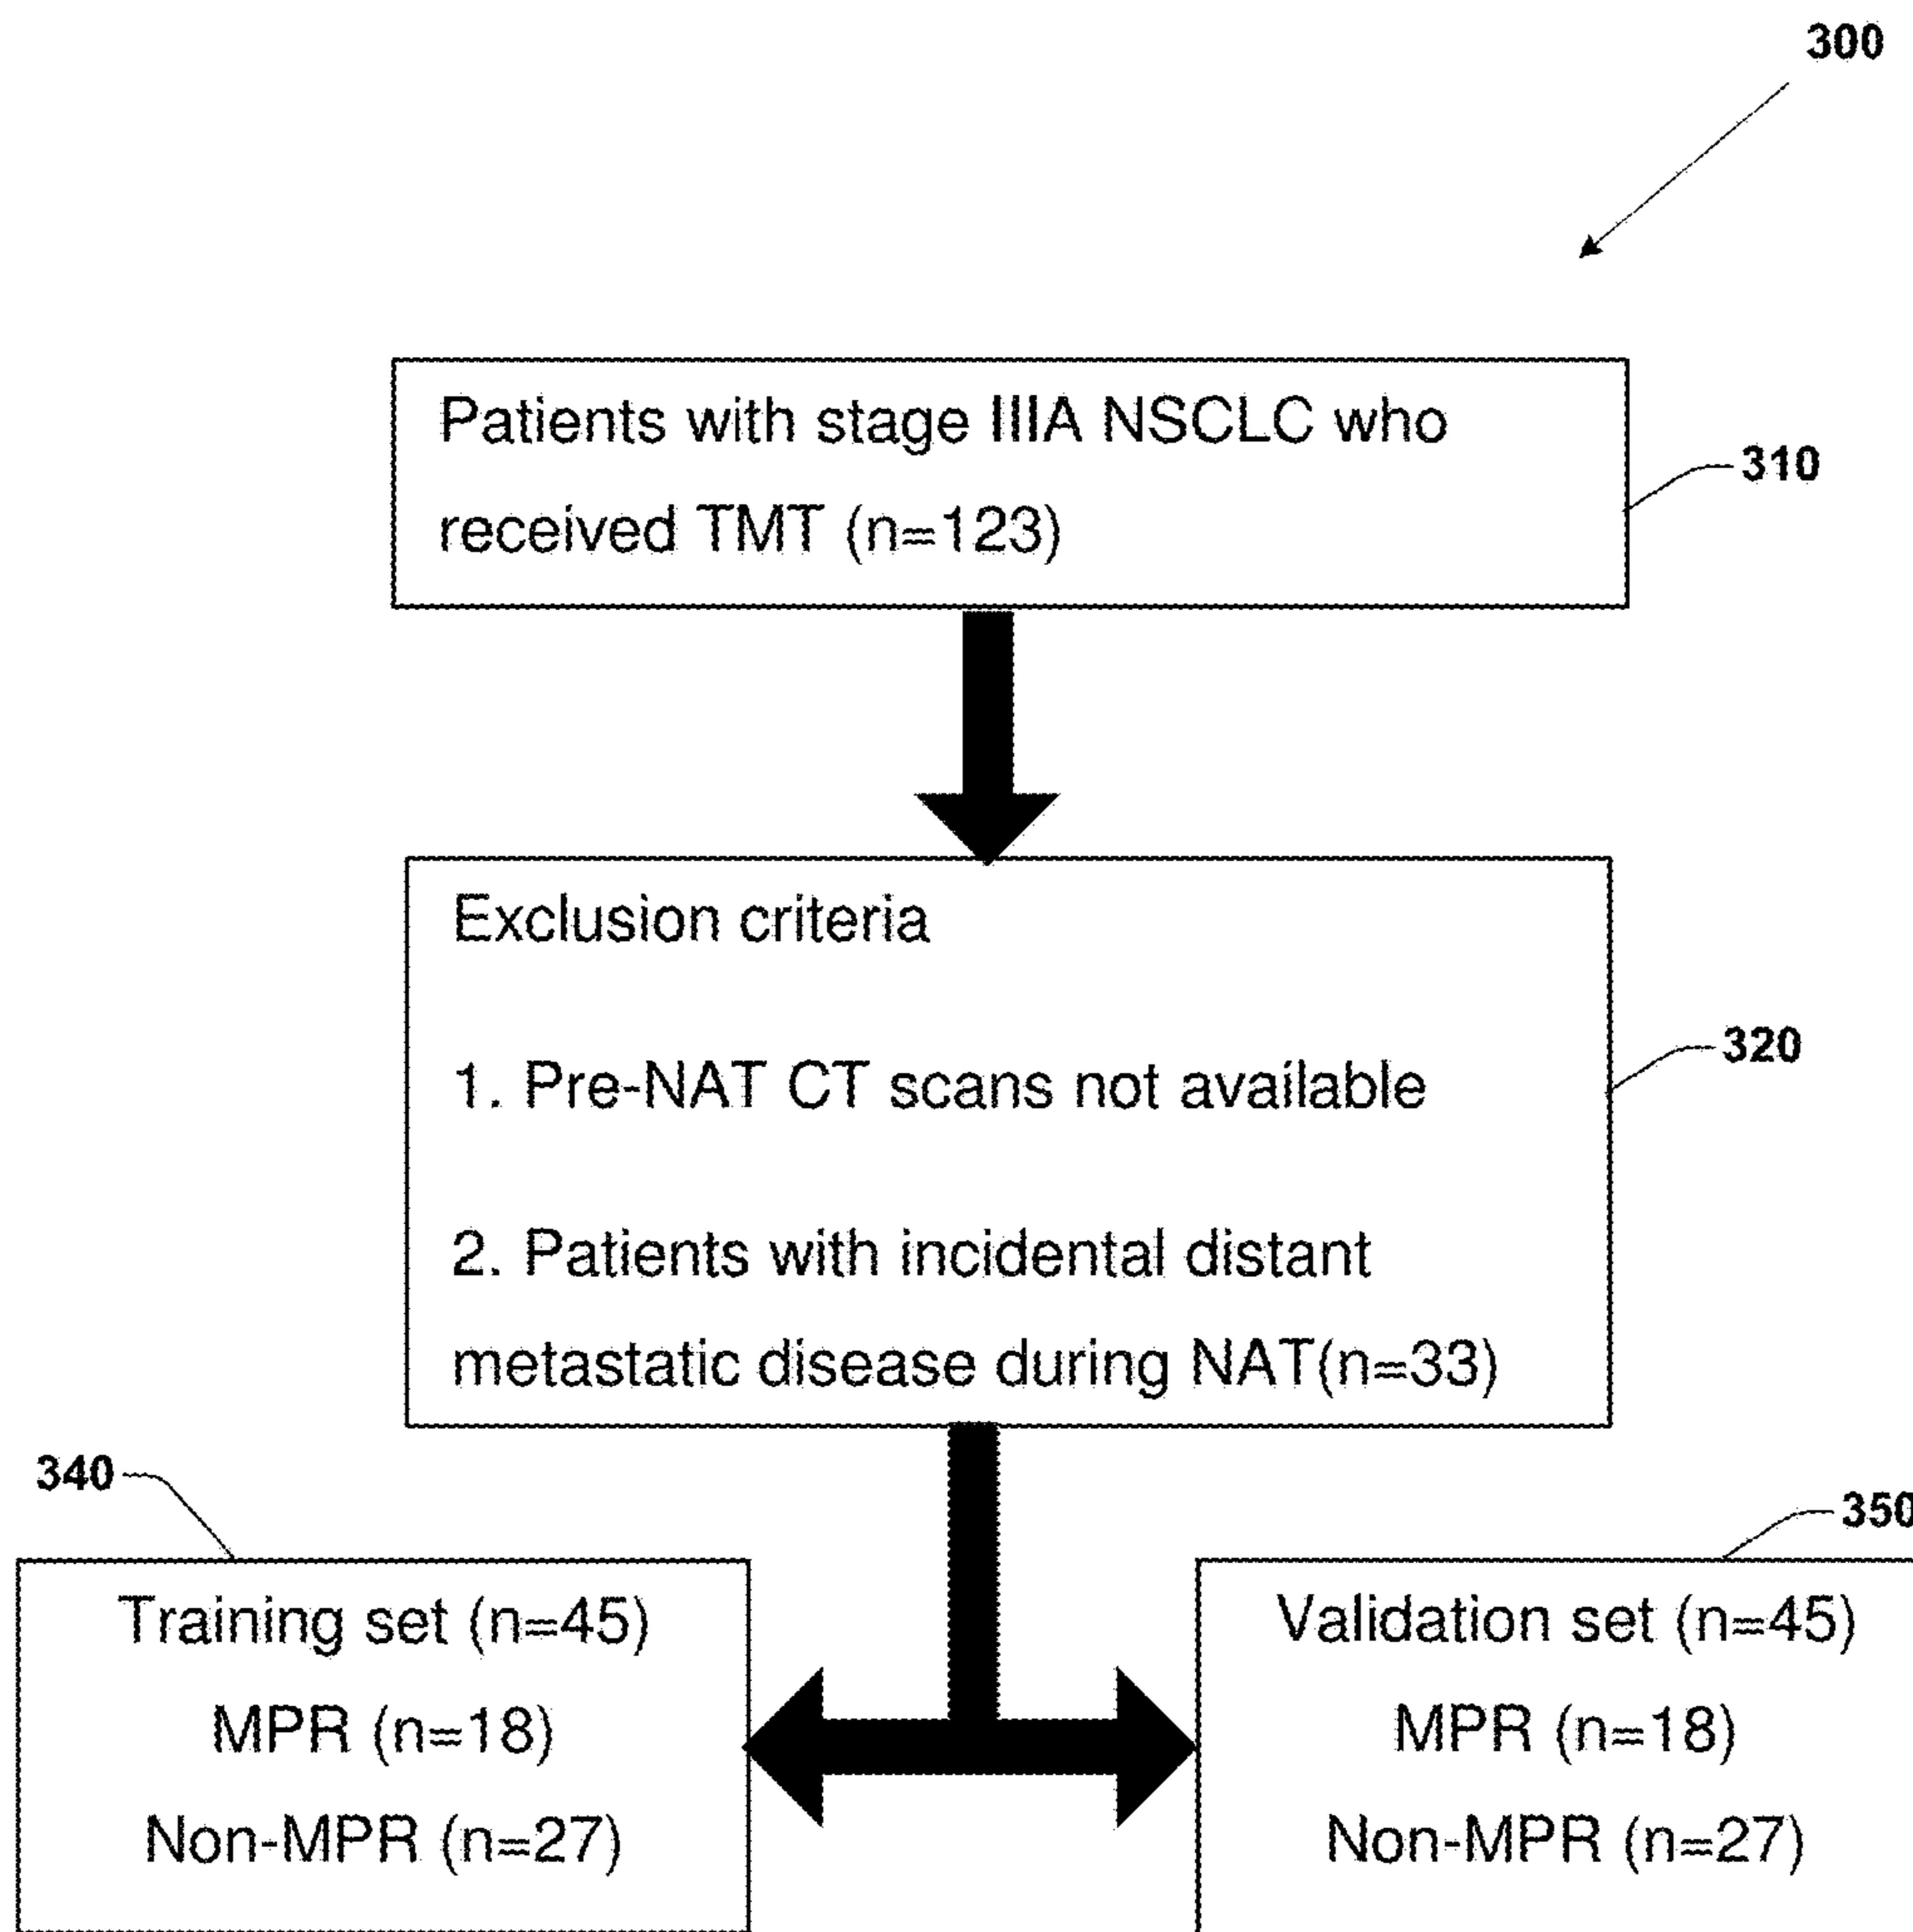 300
Patients with stage IIIA NSCLC who
received TMT (n=123)
310
Exclusion criteria
1. Pre-NAT CT scans not available
320
2. Patients with incidental distant
metastatic disease during NAT(n=33)
340
350
Training set (n=45)
MPR (n=18)
Non-MPR (n=27)
Validation set (n=45)
MPR (n=18)
Non-MPR (n=27)